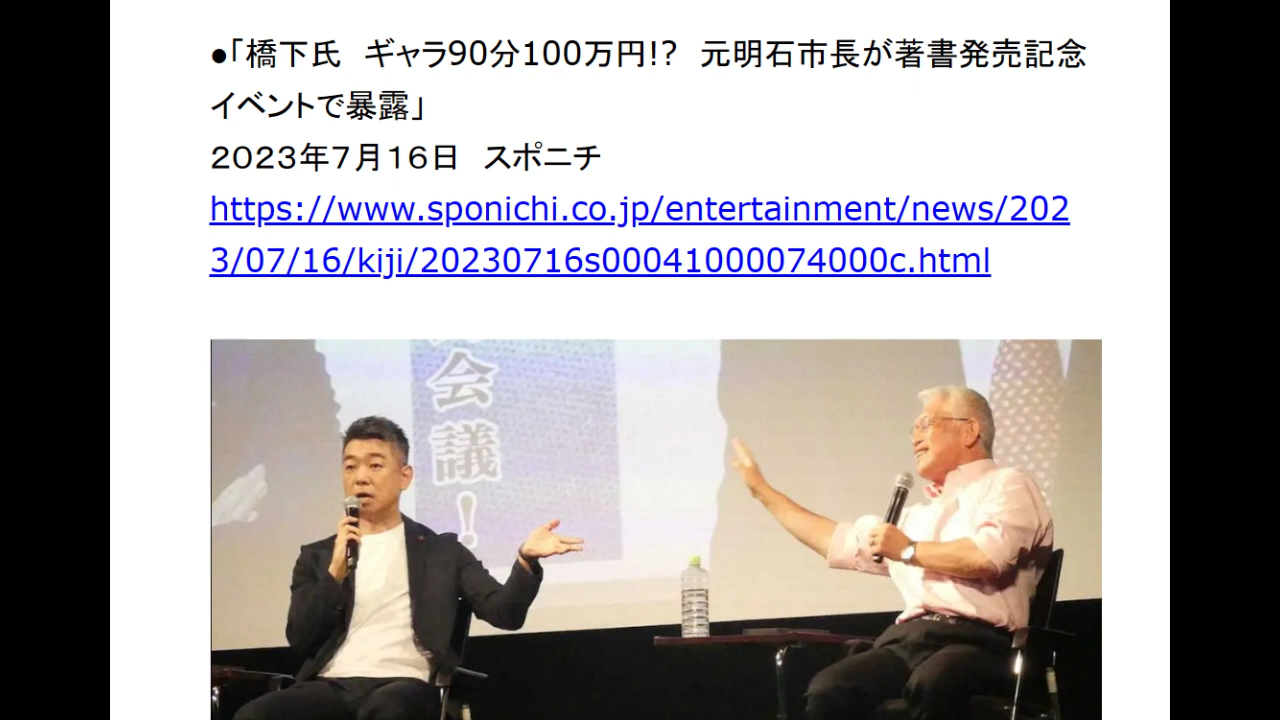 ●「橋下氏　ギャラ90分100万円!?　元明石市長が著書発売記念
イベントで暴露」
２０２３年７月１６日　スポニチ
https://www.sponichi.co.jp/entertainment/news/202
3/07/16/kiji/20230716s00041000074000c.html
会議！